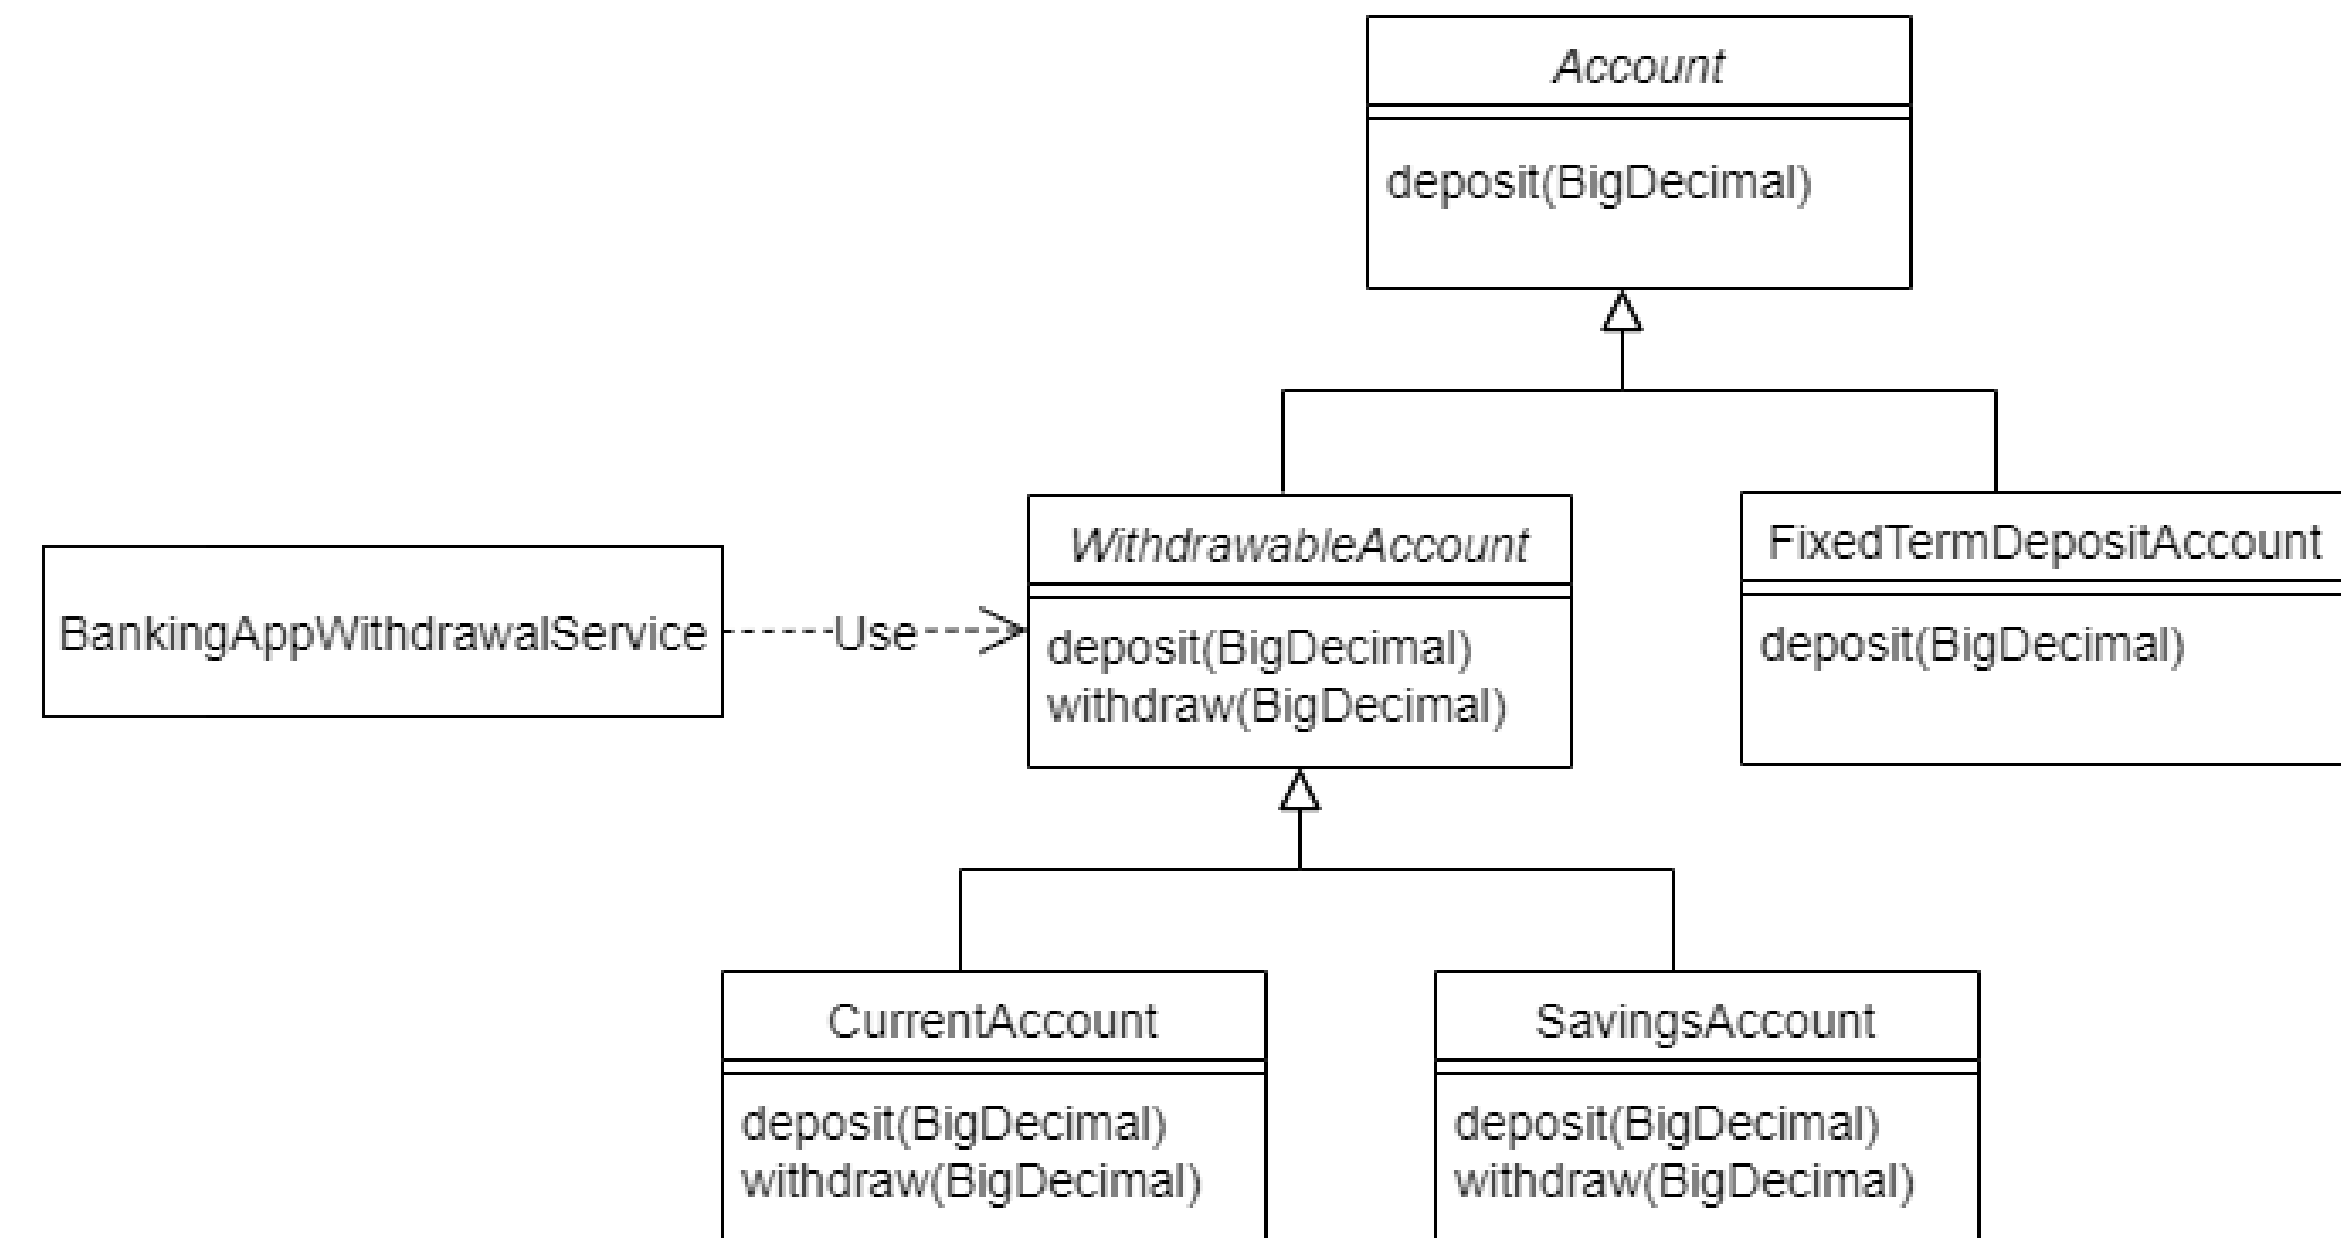 Account
deposit(BigDecimal)
WithdrawableAccount
deposit(BigDecimal)
withdraw(BigDecimal)
FixedTermDepositAccount
deposit(BigDecimal)
BankingAppWithdrawalService
Use
CurrentAccount
deposit(BigDecimal)
withdraw(BigDecimal)
SavingsAccount
deposit(BigDecimal)
withdraw(BigDecimal)